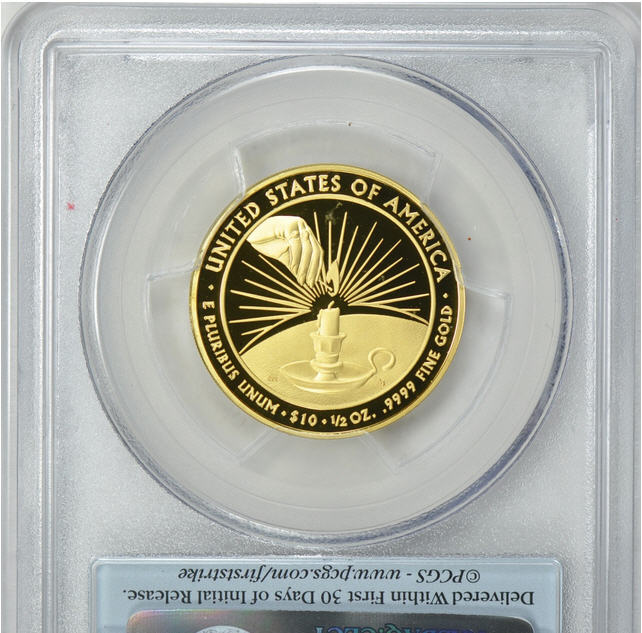 · UNITED STATES OF AMERICA ·
E PLURIBUS UNUM · $10 · 1/2 OZ. .9999 FINE GOLD
Delivered Within First 30 Days of Initial Release.
©PCGS - www.pcgs.com/firststrike